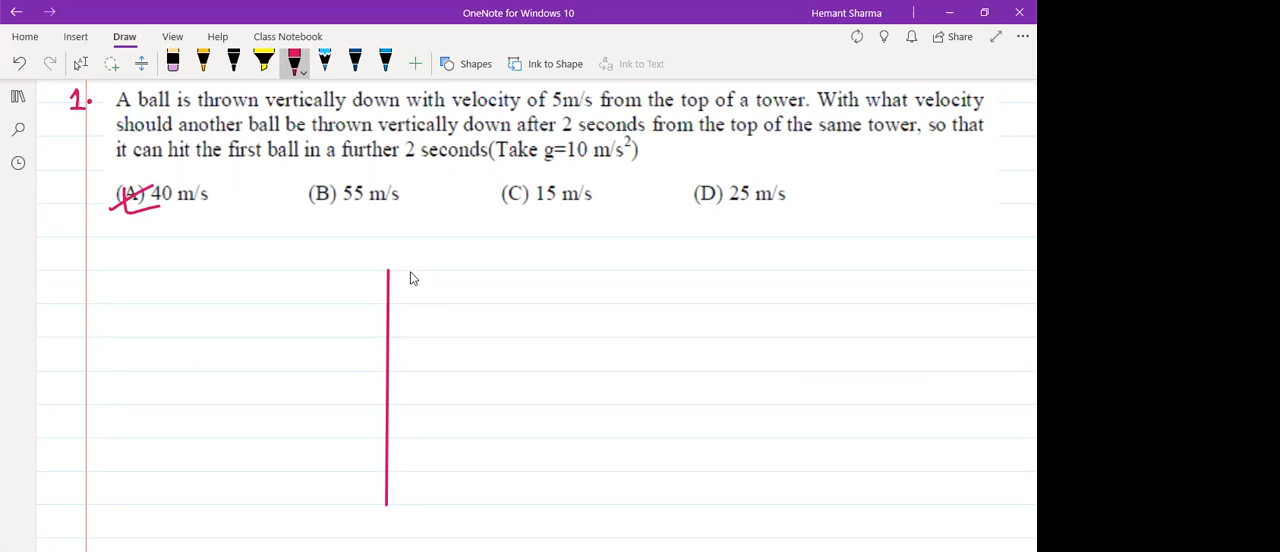 OneNote for Windows 10
Hemant Sharma
Home Insert Draw View Help Class Notebook
Share
Shapes Ink to Shape Ink to Text
1. A ball is thrown vertically down with velocity of 5m/s from the top of a tower. With what velocity
should another ball be thrown vertically down after 2 seconds from the top of the same tower, so that
it can hit the first ball in a further 2 seconds(Take g=10 m/s²)
(A) 40 m/s (B) 55 m/s (C) 15 m/s (D) 25 m/s